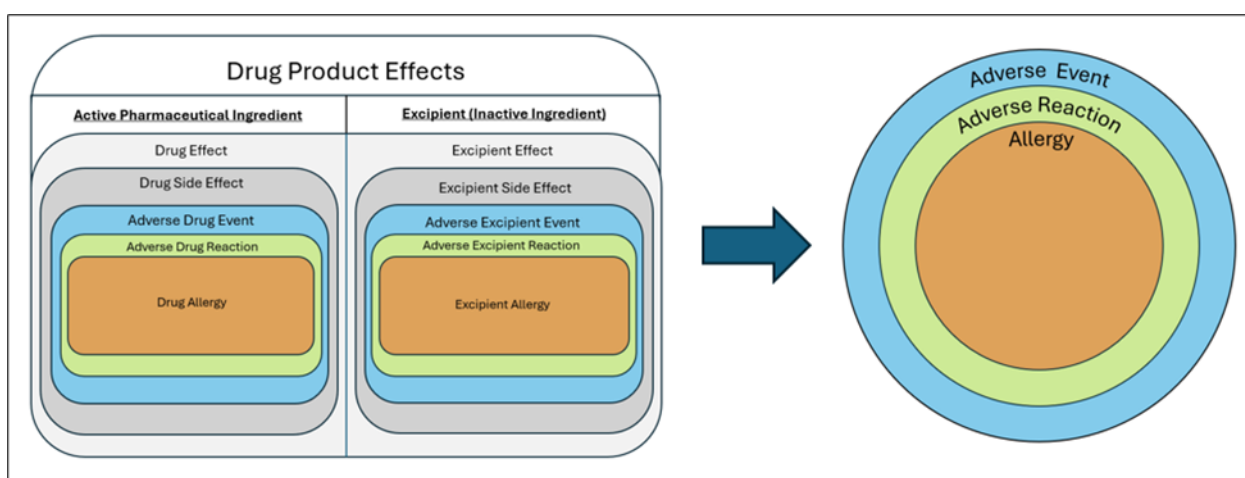 Drug Product Effects
Active Pharmaceutical Ingredient
Excipient (Inactive Ingredient)
Drug Effect
Excipient Effect
Drug Side Effect
Excipient Side Effect
Adverse Drug Event
Adverse Excipient Event
Adverse Drug Reaction
Adverse Excipient Reaction
Drug Allergy
Excipient Allergy
Adverse Event
Adverse Reaction
Allergy